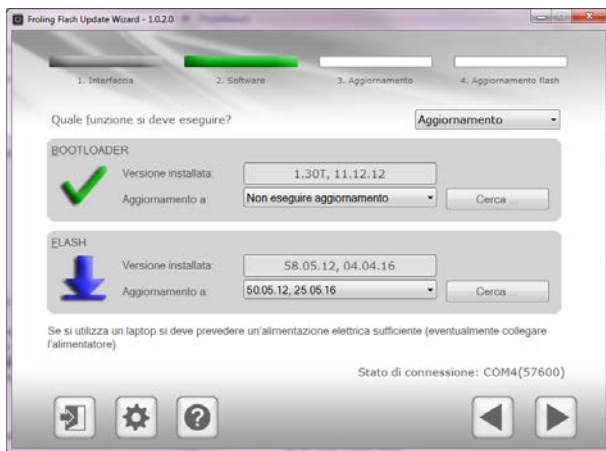 Froling Flash Update Wizard - 1.0.2.0
1. Interfaccia
2. Software
3. Aggiornamento
4. Aggiornamento flash
Quale funzione si deve eseguire?
Aggiornamento
BOOTLOADER
Versione installata:
1.30T, 11.12.12
Aggiornamento a:
Non eseguire aggiornamento
Cerca ...
FLASH
Versione installata:
58.05.12, 04.04.16
Aggiornamento a:
50.05.12, 25.05.16
Cerca ...
Se si utilizza un laptop si deve prevedere un'alimentazione elettrica sufficiente (eventualmente collegare
l'alimentatore).
Stato di connessione: COM4(57600)